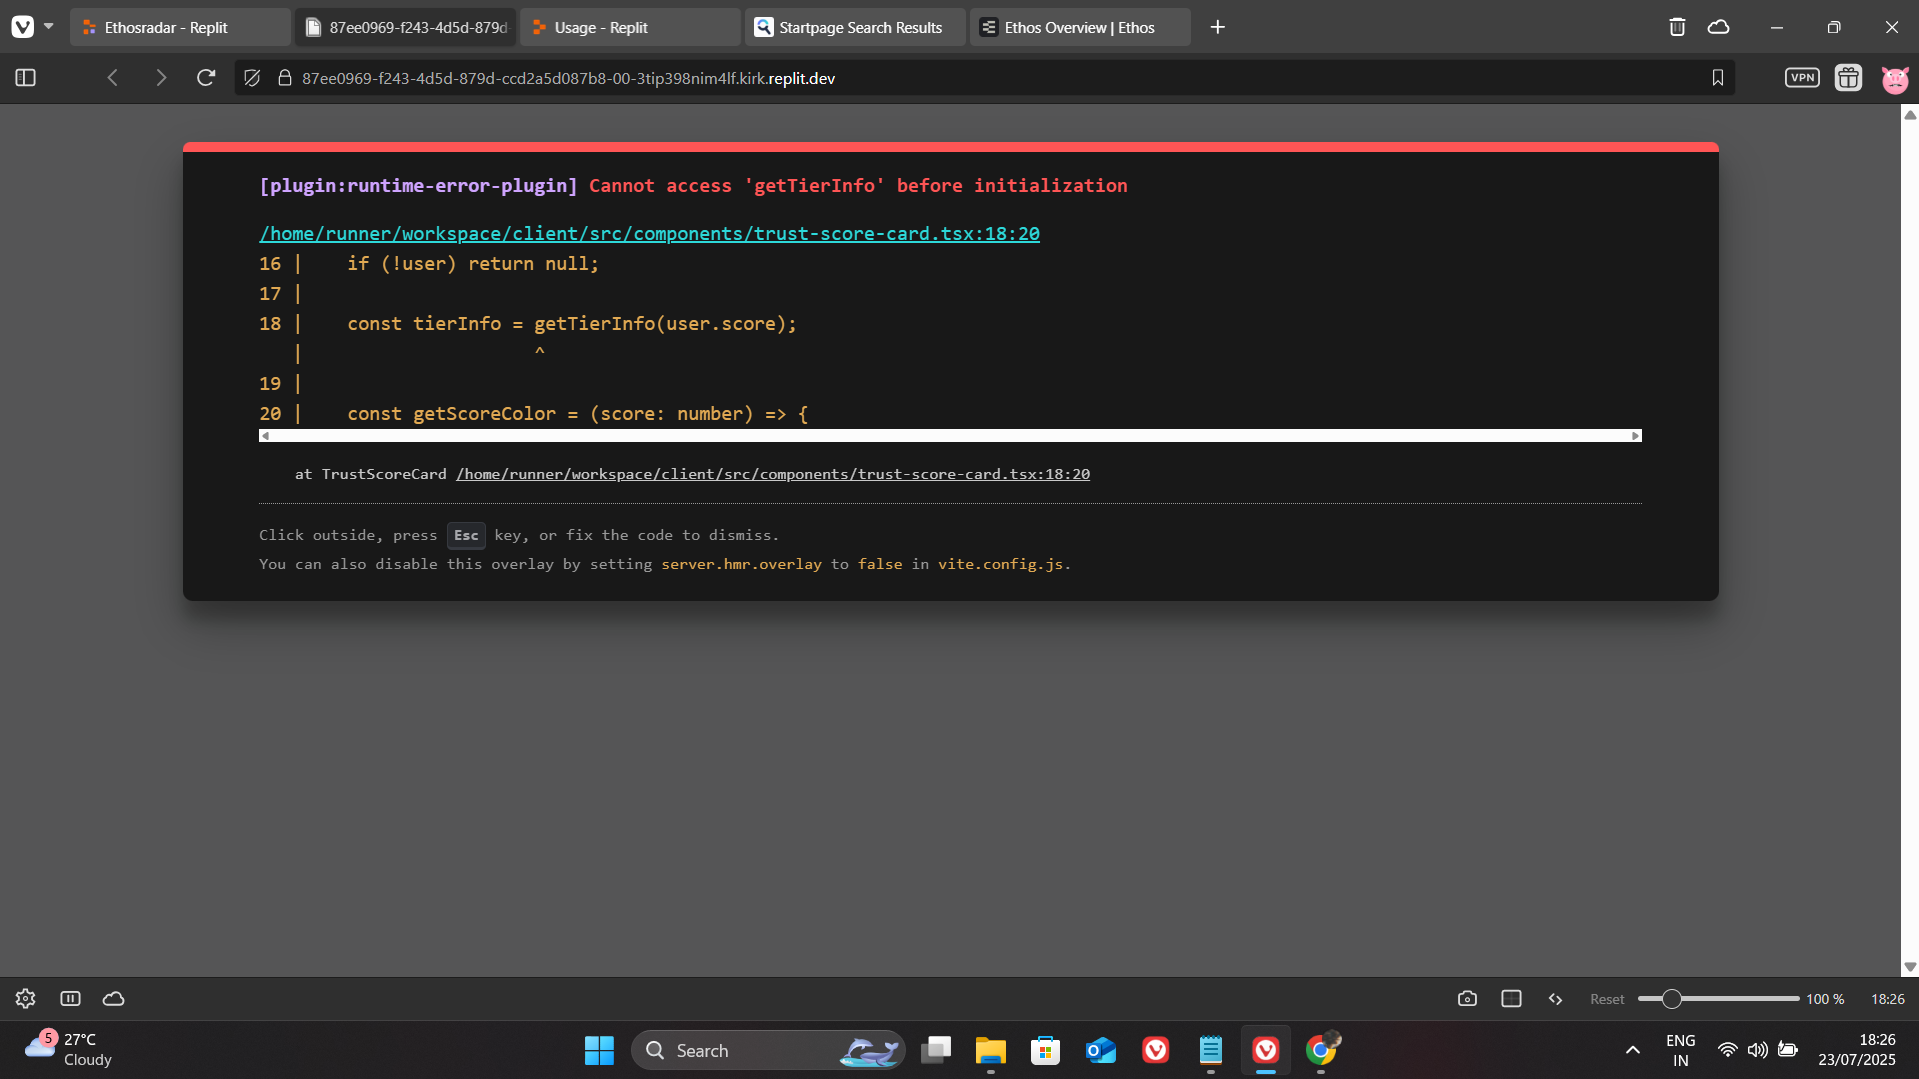 Ethosradar - Replit
87ee0969-f243-4d5d-879d-
Usage - Replit
Startpage Search Results
Ethos Overview | Ethos
87ee0969-f243-4d5d-879d-ccd2a5d087b8-00-3tip398nim4lf.kirk.replit.dev
VPN
[plugin:runtime-error-plugin] Cannot access 'getTierInfo' before initialization
/home/runner/workspace/client/src/components/trust-score-card.tsx:18:20
16 |    if (!user) return null;
17 |
18 |    const tierInfo = getTierInfo(user.score);
   |                     ^
19 |
20 |    const getScoreColor = (score: number) => {
at TrustScoreCard /home/runner/workspace/client/src/components/trust-score-card.tsx:18:20
Click outside, press Esc key, or fix the code to dismiss.
You can also disable this overlay by setting server.hmr.overlay to false in vite.config.js.
Reset
100 %
18:26
5
27°C
Cloudy
Search
ENG
IN
18:26
23/07/2025